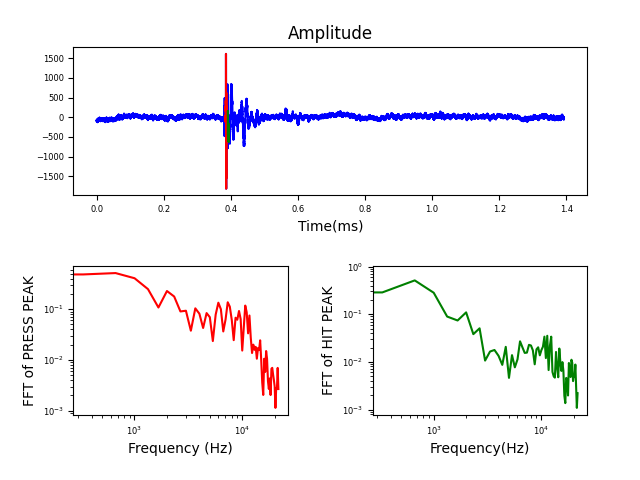 Amplitude
1500
1000
500
0
−500
−1000
−1500
0.0 0.2 0.4 0.6 0.8 1.0 1.2 1.4
Time(ms)
FFT of PRESS PEAK
10⁻¹
10⁻²
10⁻³
10³ 10⁴
Frequency (Hz)
FFT of HIT PEAK
10⁰
10⁻¹
10⁻²
10⁻³
10³ 10⁴
Frequency(Hz)